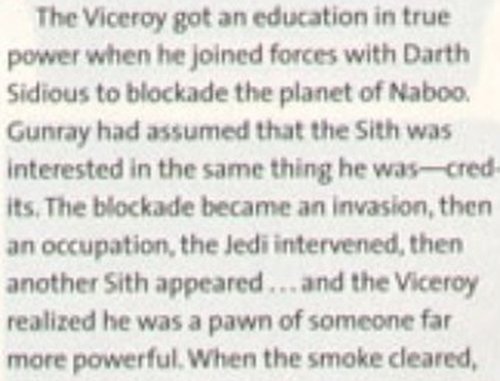 The Viceroy got an education in true
power when he joined forces with Darth
Sidious to blockade the planet of Naboo.
Gunray had assumed that the Sith was
interested in the same thing he was—cred-
its. The blockade became an invasion, then
an occupation, the Jedi intervened, then
another Sith appeared ... and the Viceroy
realized he was a pawn of someone far
more powerful. When the smoke cleared,